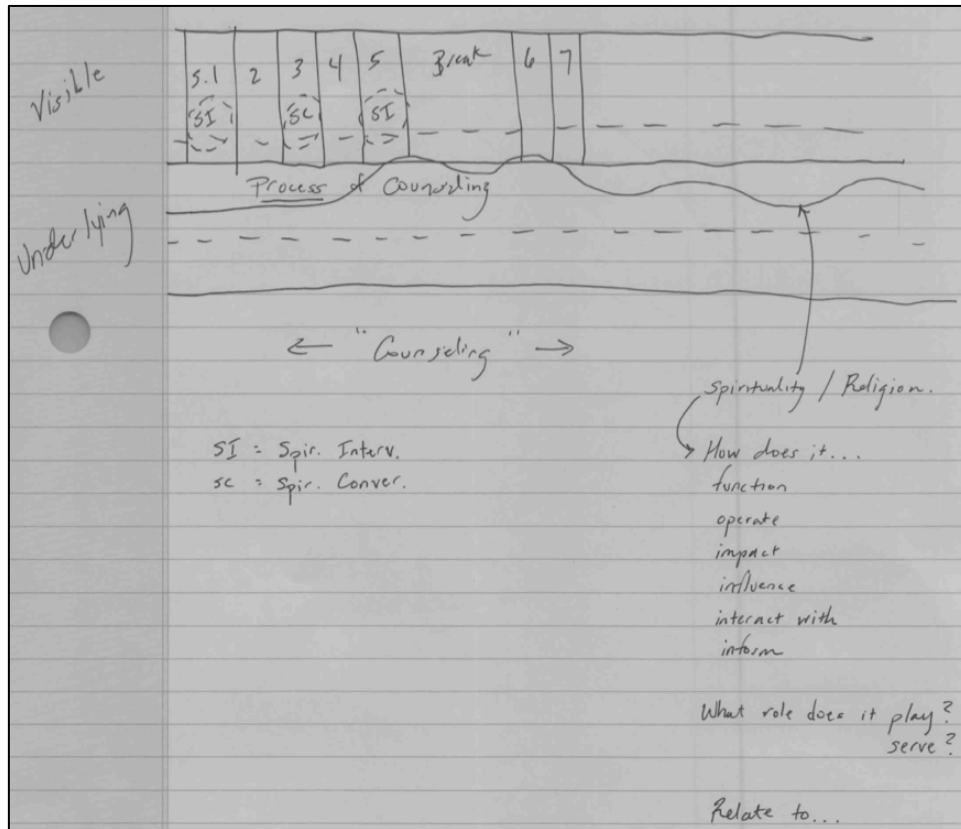 Visible
S.1 2 3 4 5 Break 6 7
SI SC SI
Process of Counseling
Underlying
← "Counseling" →
Spirituality / Religion.
SI = Spir. Interv.
SC = Spir. Conver.
How does it...
function
operate
impact
influence
interact with
inform
What role does it play?
serve?
Relate to...